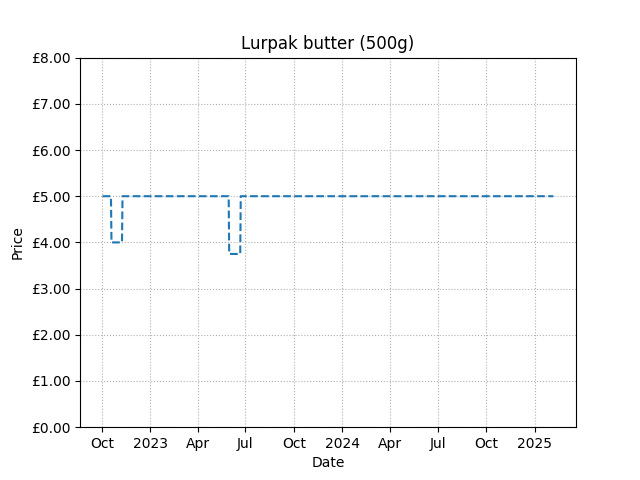 Lurpak butter (500g)
£8.00
£7.00
£6.00
£5.00
£4.00
£3.00
£2.00
£1.00
£0.00
Price
Oct 2023 Apr Jul Oct 2024 Apr Jul Oct 2025
Date